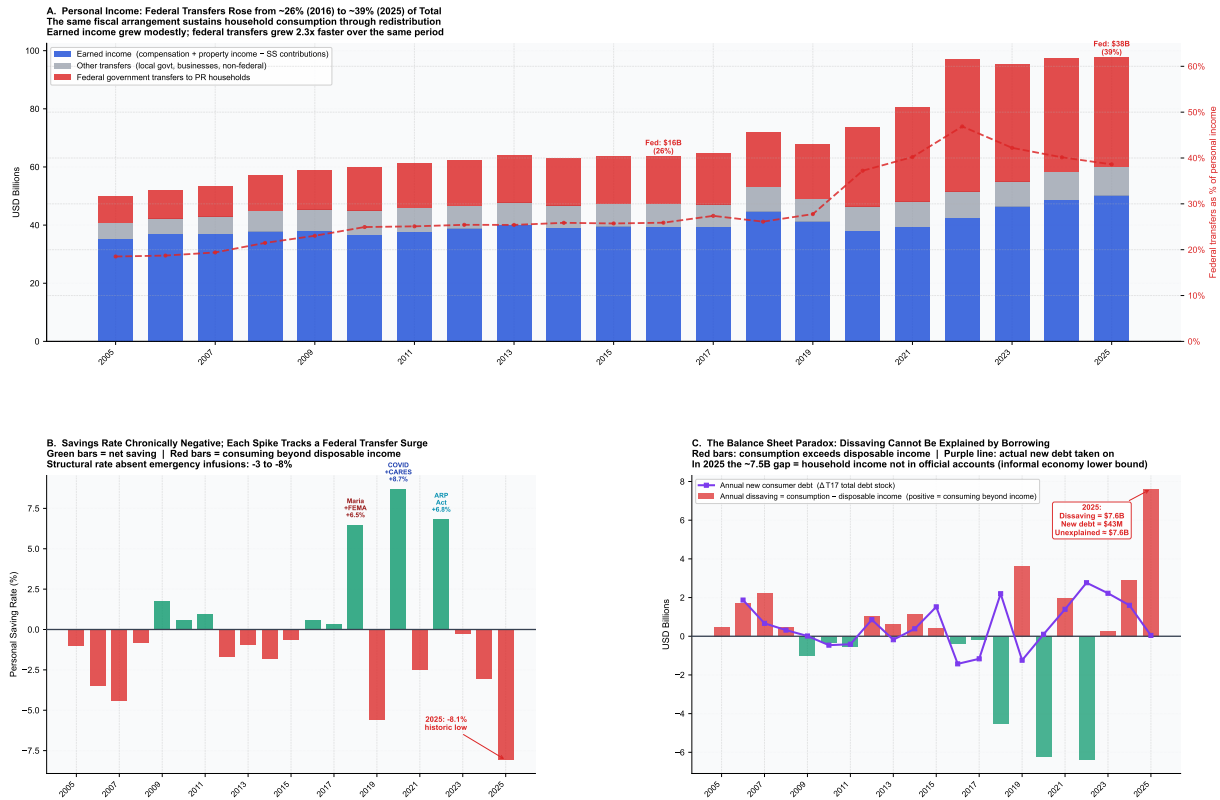 A.  Personal Income: Federal Transfers Rose from ~26% (2016) to ~39% (2025) of Total
The same fiscal arrangement sustains household consumption through redistribution
Earned income grew modestly; federal transfers grew 2.3x faster over the same period
Earned income  (compensation + property income − SS contributions)
Other transfers  (local govt, businesses, non-federal)
Federal government transfers to PR households
Fed: $38B
(39%)
Fed: $16B
(26%)
100
80
60
40
20
0
USD Billions
60%
50%
40%
30%
20%
10%
0%
Federal transfers as % of personal income
2005
2007
2009
2011
2013
2015
2017
2019
2021
2023
2025
B.  Savings Rate Chronically Negative; Each Spike Tracks a Federal Transfer Surge
Green bars = net saving  |  Red bars = consuming beyond disposable income
Structural rate absent emergency infusions: -3 to -8%
COVID
+CARES
+8.7%
Maria
+FEMA
+6.5%
ARP
Act
+6.8%
7.5
5.0
2.5
0.0
−2.5
−5.0
−7.5
Personal Saving Rate (%)
2025: -8.1%
historic low
2005
2007
2009
2011
2013
2015
2017
2019
2021
2023
2025
C.  The Balance Sheet Paradox: Dissaving Cannot Be Explained by Borrowing
Red bars: consumption exceeds disposable income  |  Purple line: actual new debt taken on
In 2025 the ~7.5B gap = household income not in official accounts (informal economy lower bound)
Annual new consumer debt  (Δ T17 total debt stock)
Annual dissaving = consumption − disposable income  (positive = consuming beyond income)
2025:
Dissaving = $7.6B
New debt = $43M
Unexplained ≈ $7.6B
8
6
4
2
0
−2
−4
−6
USD Billions
2005
2007
2009
2011
2013
2015
2017
2019
2021
2023
2025